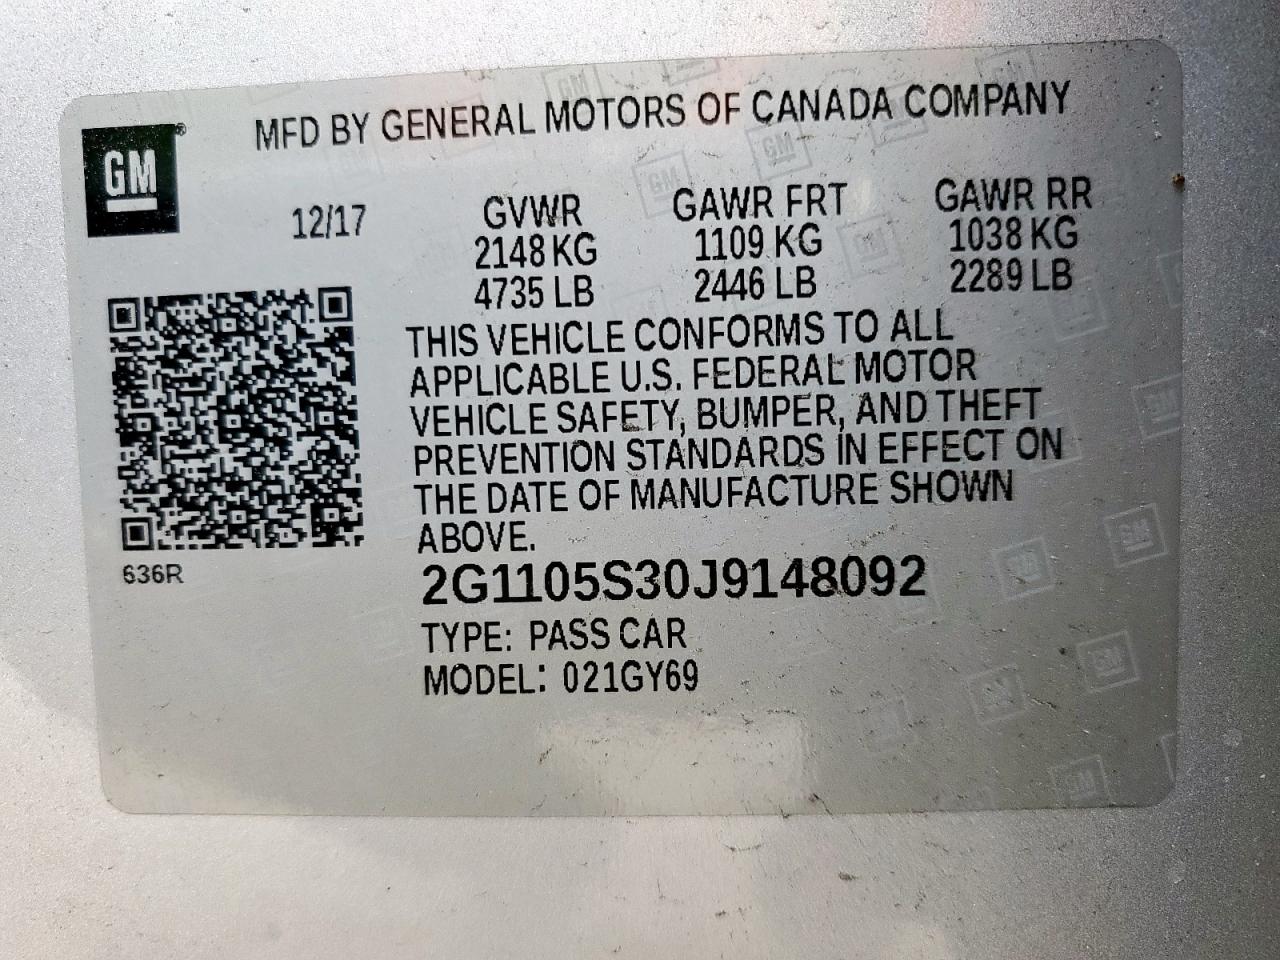 MFD BY GENERAL MOTORS OF CANADA COMPANY
GM®
12/17
GVWR
2148 KG
4735 LB
GAWR FRT
1109 KG
2446 LB
GAWR RR
1038 KG
2289 LB
THIS VEHICLE CONFORMS TO ALL
APPLICABLE U.S. FEDERAL MOTOR
VEHICLE SAFETY, BUMPER, AND THEFT
PREVENTION STANDARDS IN EFFECT ON
THE DATE OF MANUFACTURE SHOWN
ABOVE.
636R
2G1105S30J9148092
TYPE: PASS CAR
MODEL: 021GY69